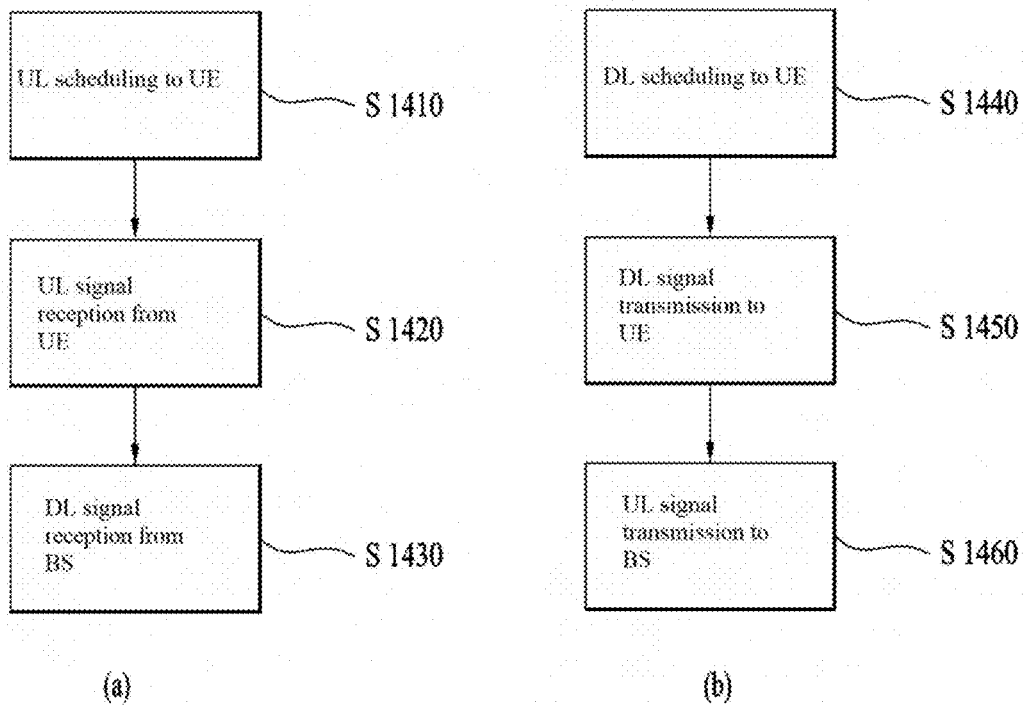 UL scheduling to UE
S 1410
UL signal
reception from
UE
S 1420
DL signal
reception from
BS
S 1430
(a)
DL scheduling to UE
S 1440
DL signal
transmission to
UE
S 1450
UL signal
transmission to
BS
S 1460
(b)